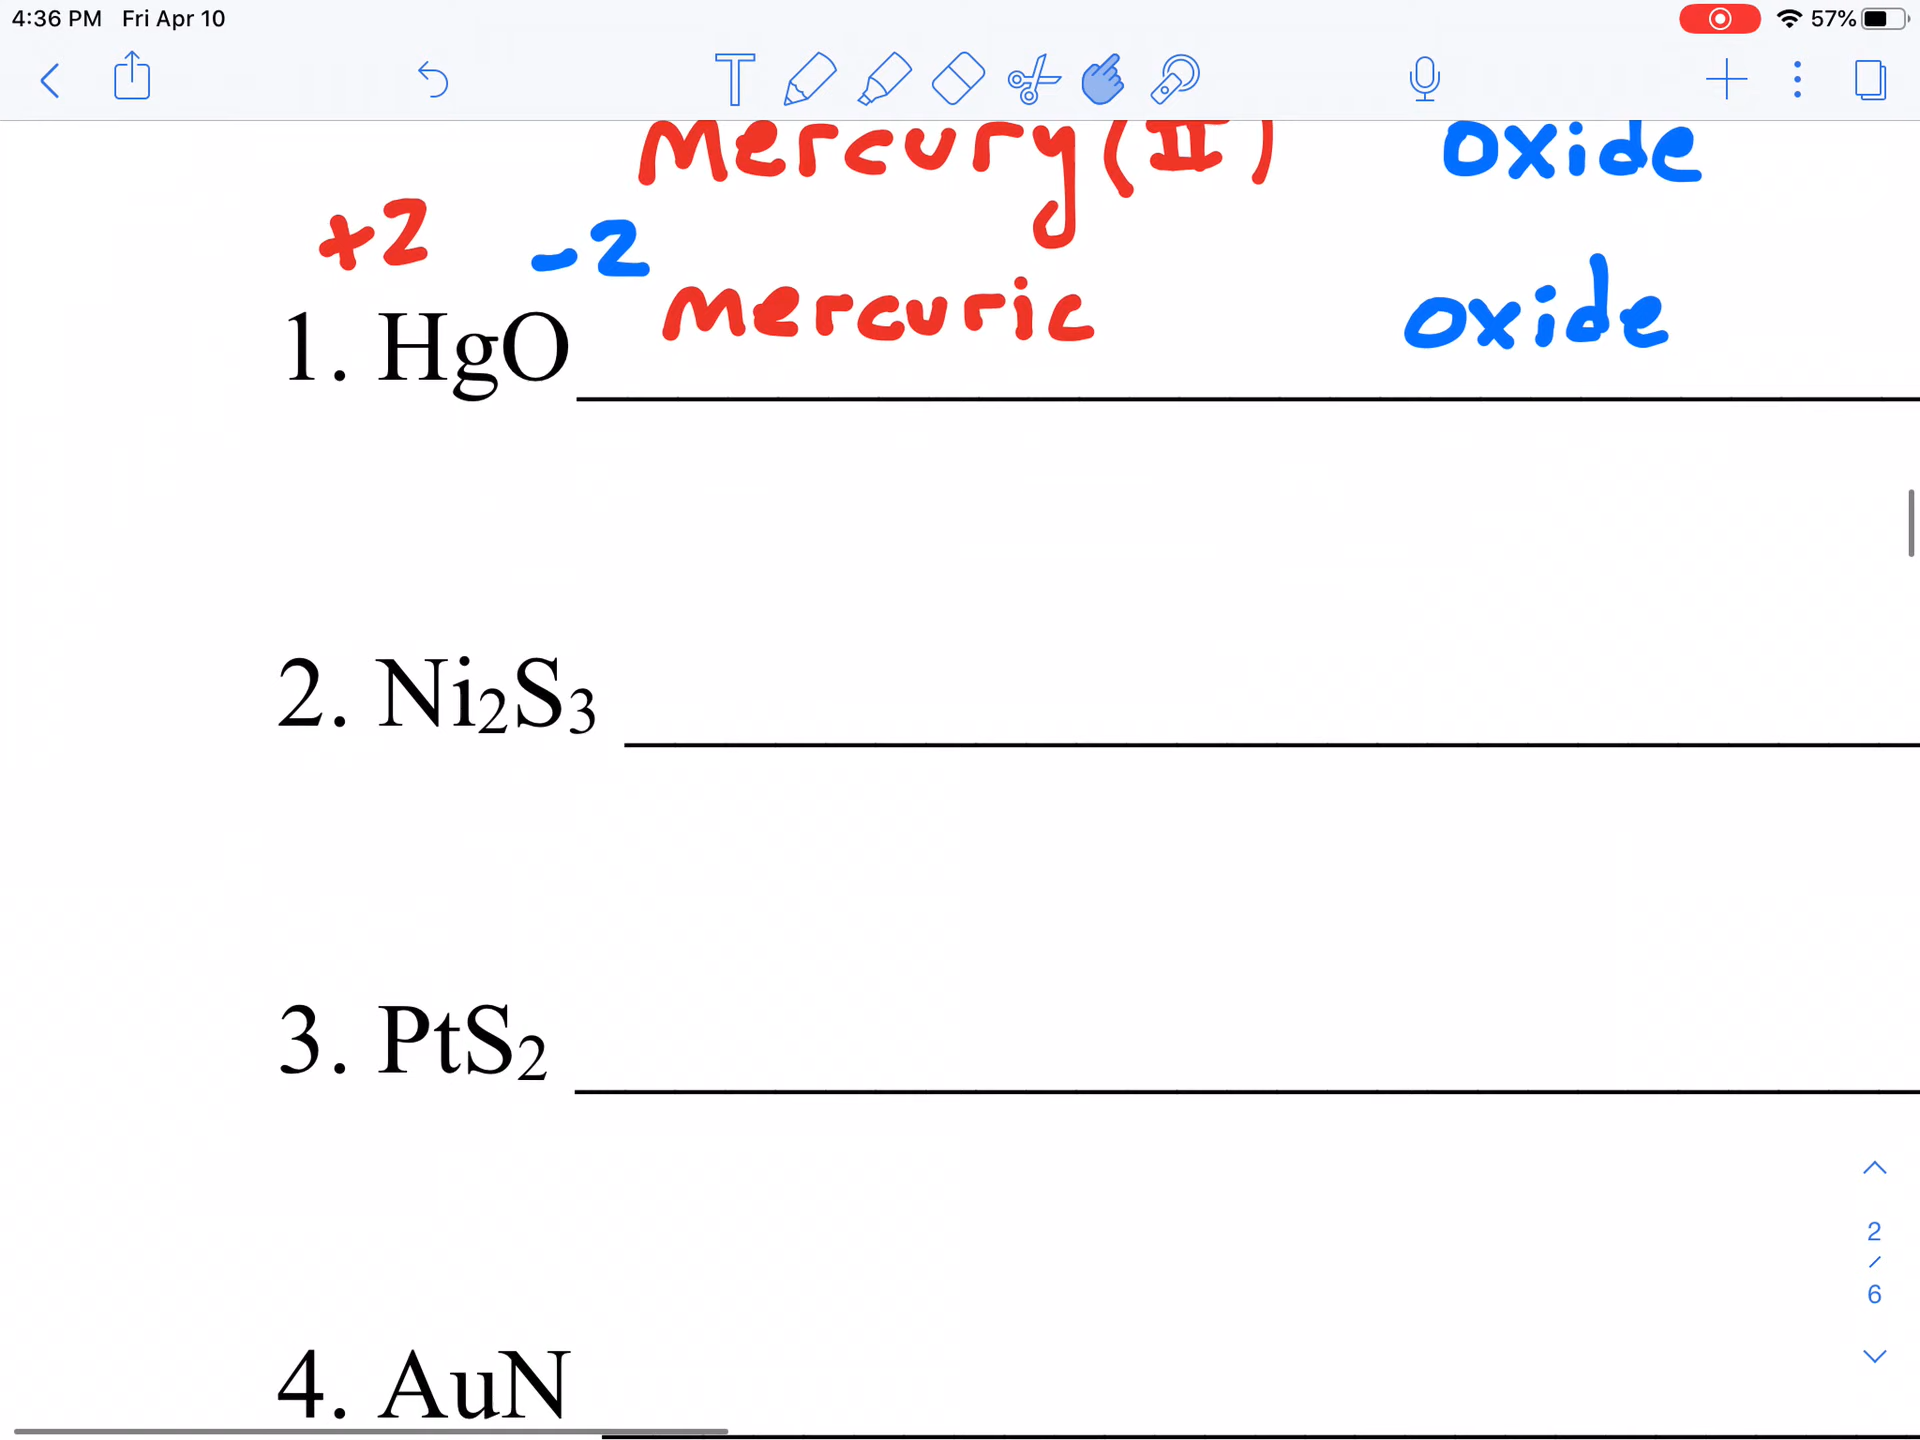 4:36 PM Fri Apr 10 57%
T
Mercury(II) oxide
+2 -2
mercuric oxide
1. HgO
2. Ni₂S₃
3. PtS₂
2
/
6
4. AuN